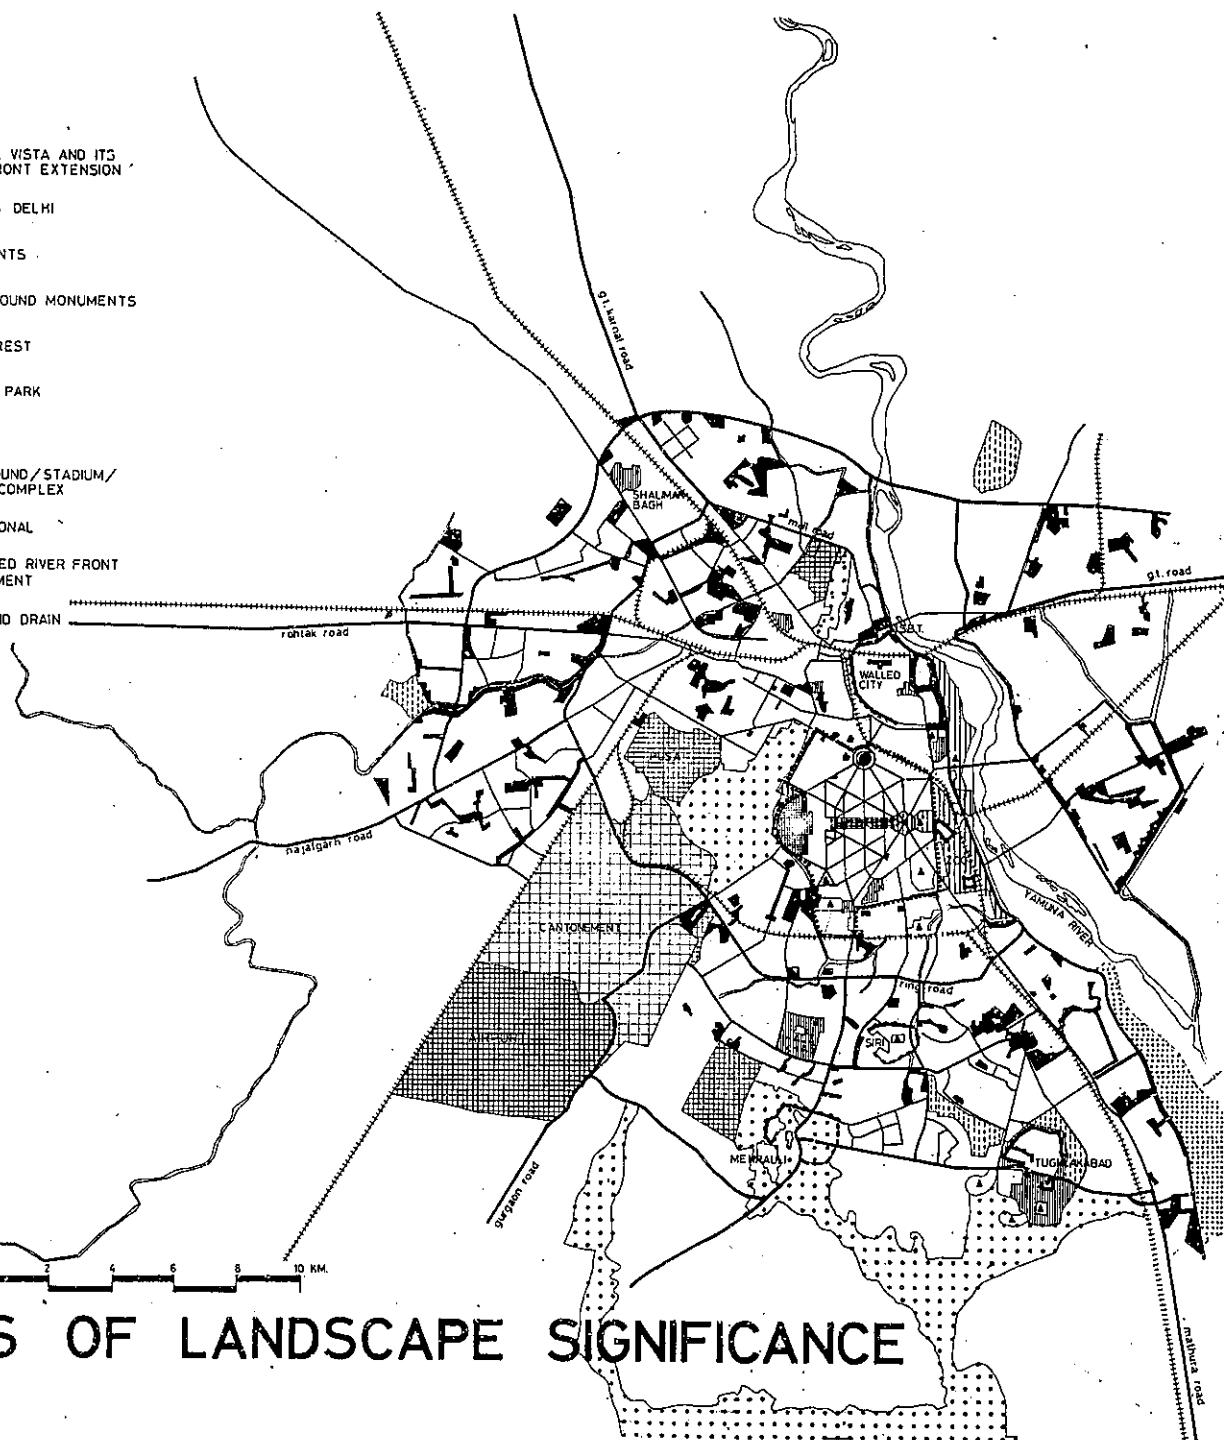 VISTA AND ITS
RONT EXTENSION
DELHI
NTS
OUND MONUMENTS
REST
PARK
UND/STADIUM/
COMPLEX
ONAL
ED RIVER FRONT
MENT
ND DRAIN
g.t.karnal road
SHALIMAR
BAGH
mall road
g.t. road
rohtak road
I.S.B.T.
WALLED
CITY
PUSA
najafgarh road
ZOO
YAMUNA RIVER
CANTONEMENT
ring road
AIRPORT
SIRI
MEHRAULI
TUGHLAKABAD
gurgaon road
2 4 6 8 10 KM.
S OF LANDSCAPE SIGNIFICANCE
mathura road